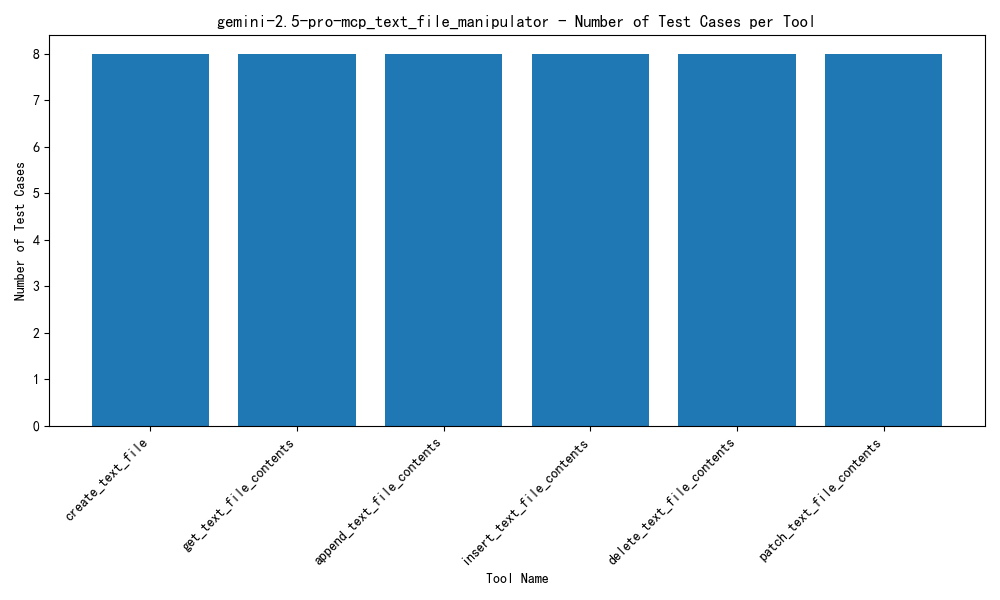 gemini-2.5-pro-mcp_text_file_manipulator - Number of Test Cases per Tool
Number of Test Cases
8
7
6
5
4
3
2
1
0
create_text_file
get_text_file_contents
append_text_file_contents
insert_text_file_contents
delete_text_file_contents
patch_text_file_contents
Tool Name